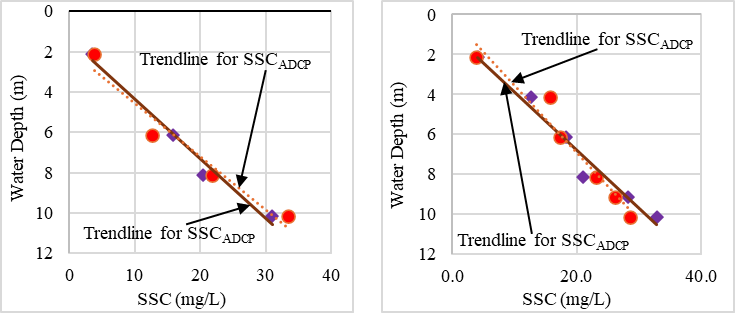 0
2
4
6
8
10
12
Water Depth (m)
Trendline for SSCADCP
Trendline for SSCADCP
0 10 20 30 40
SSC (mg/L)
0
2
4
6
8
10
12
Water Depth (m)
Trendline for SSCADCP
Trendline for SSCADCP
0.0 20.0 40.0
SSC (mg/L)